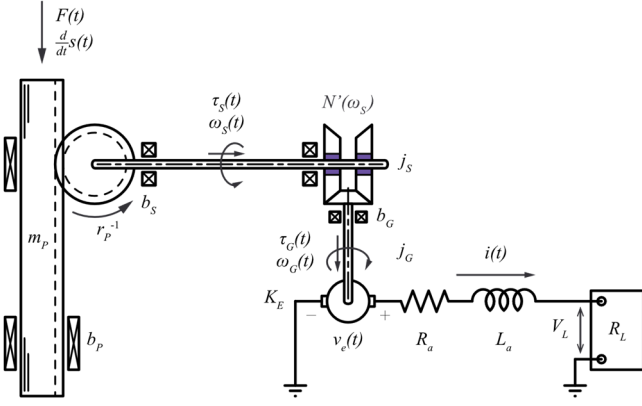 F(t)
d/dt s(t)
τS(t)
ωS(t)
N'(ωS)
jS
bS
rP⁻¹
bG
mP
τG(t)
ωG(t)
jG
i(t)
KE
− +
VL
RL
bP
ve(t)
Ra
La